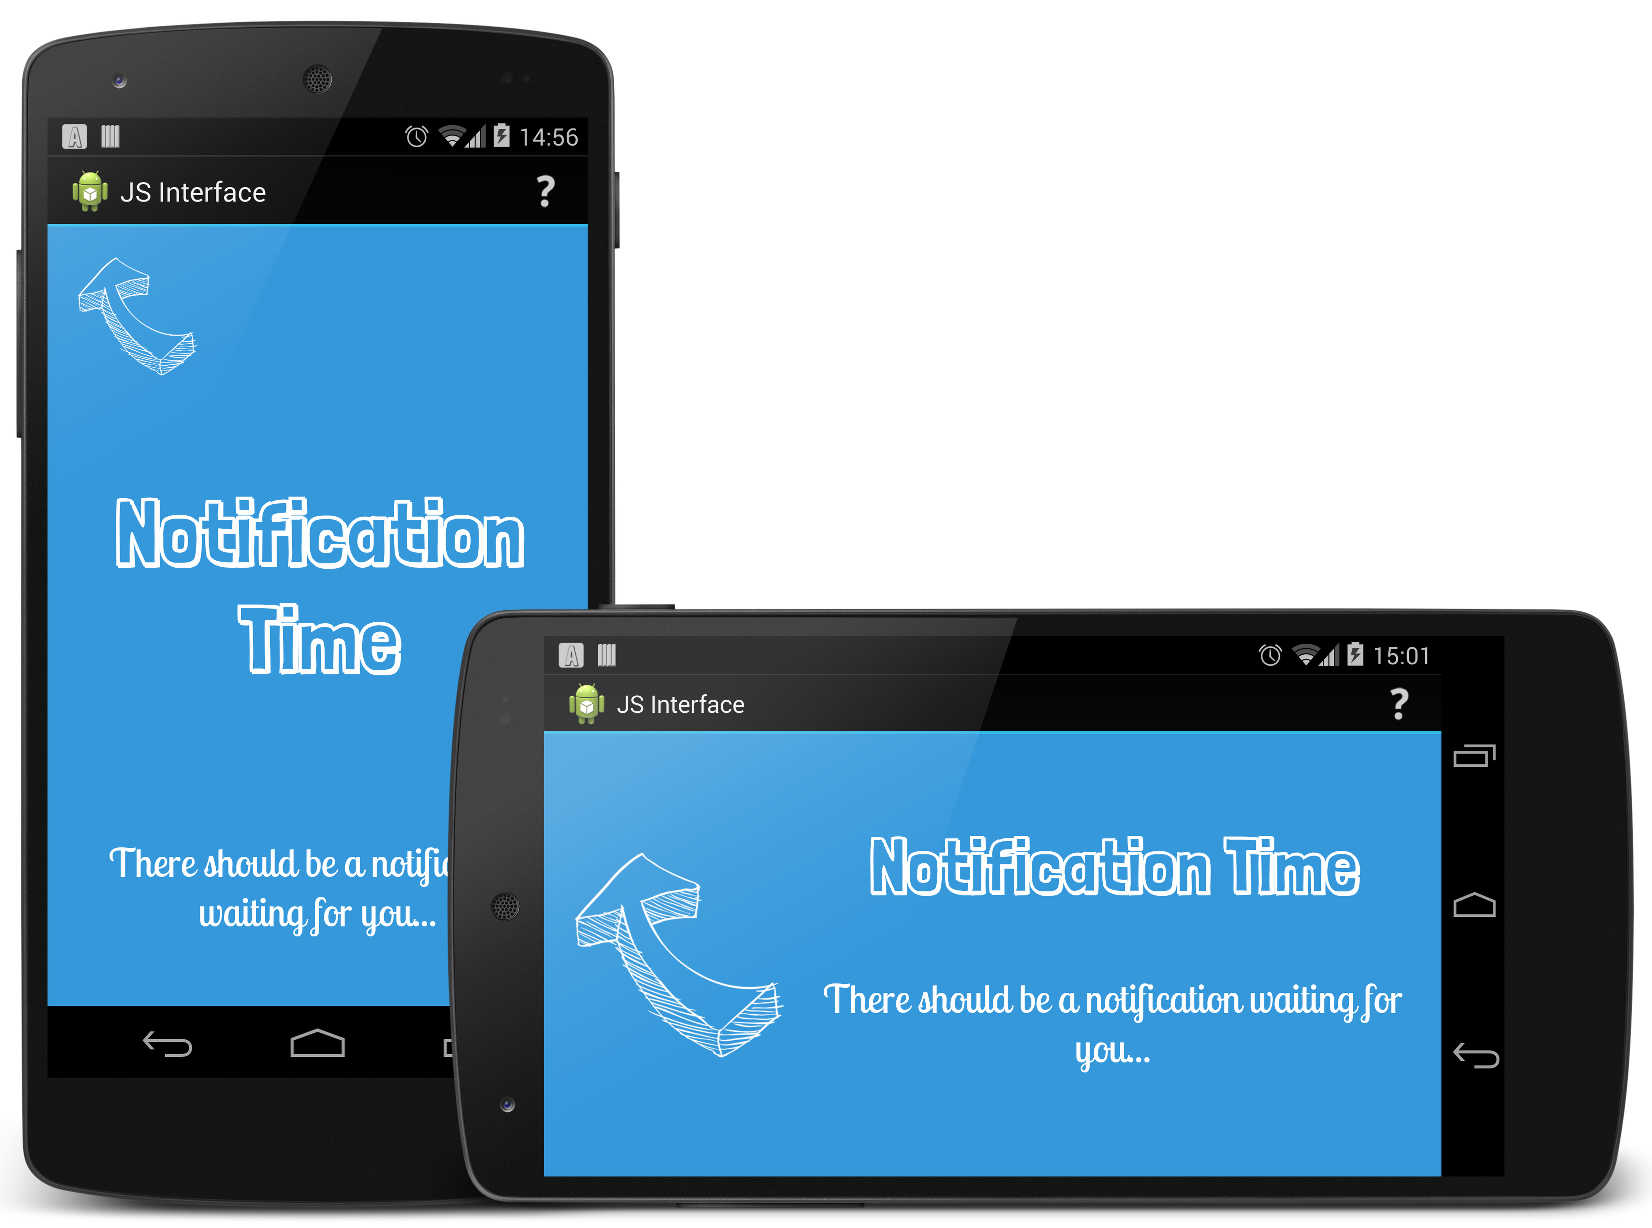 A
14:56
JS Interface
?
Notification
Time
There should be a notific
waiting for you...
A
15:01
JS Interface
?
Notification Time
There should be a notification waiting for
you...